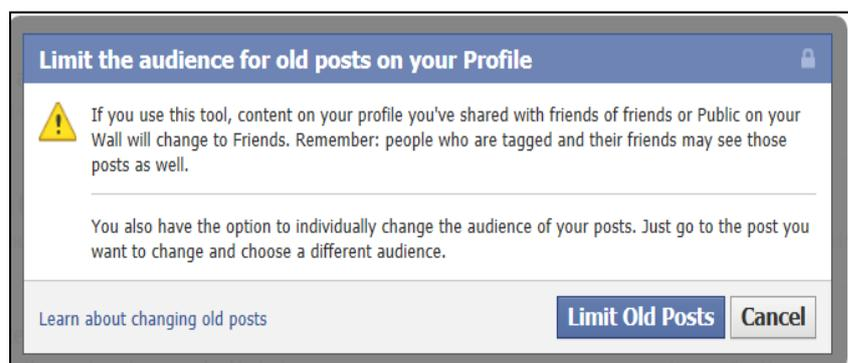 Limit the audience for old posts on your Profile
If you use this tool, content on your profile you've shared with friends of friends or Public on your
Wall will change to Friends. Remember: people who are tagged and their friends may see those
posts as well.
You also have the option to individually change the audience of your posts. Just go to the post you
want to change and choose a different audience.
Learn about changing old posts
Limit Old Posts
Cancel